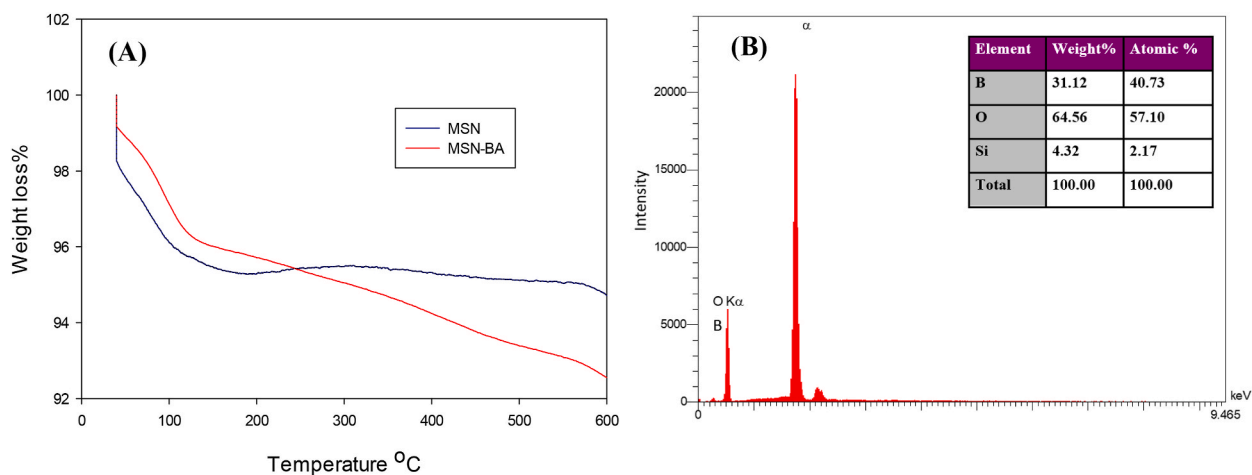 (A)
102
100
98
96
94
92
Weight loss%
MSN
MSN-BA
0 100 200 300 400 500 600
Temperature °C
(B)
α
20000
15000
10000
5000
0
Intensity
O Kα
B
0
keV
9.465
Element Weight% Atomic %
B 31.12 40.73
O 64.56 57.10
Si 4.32 2.17
Total 100.00 100.00